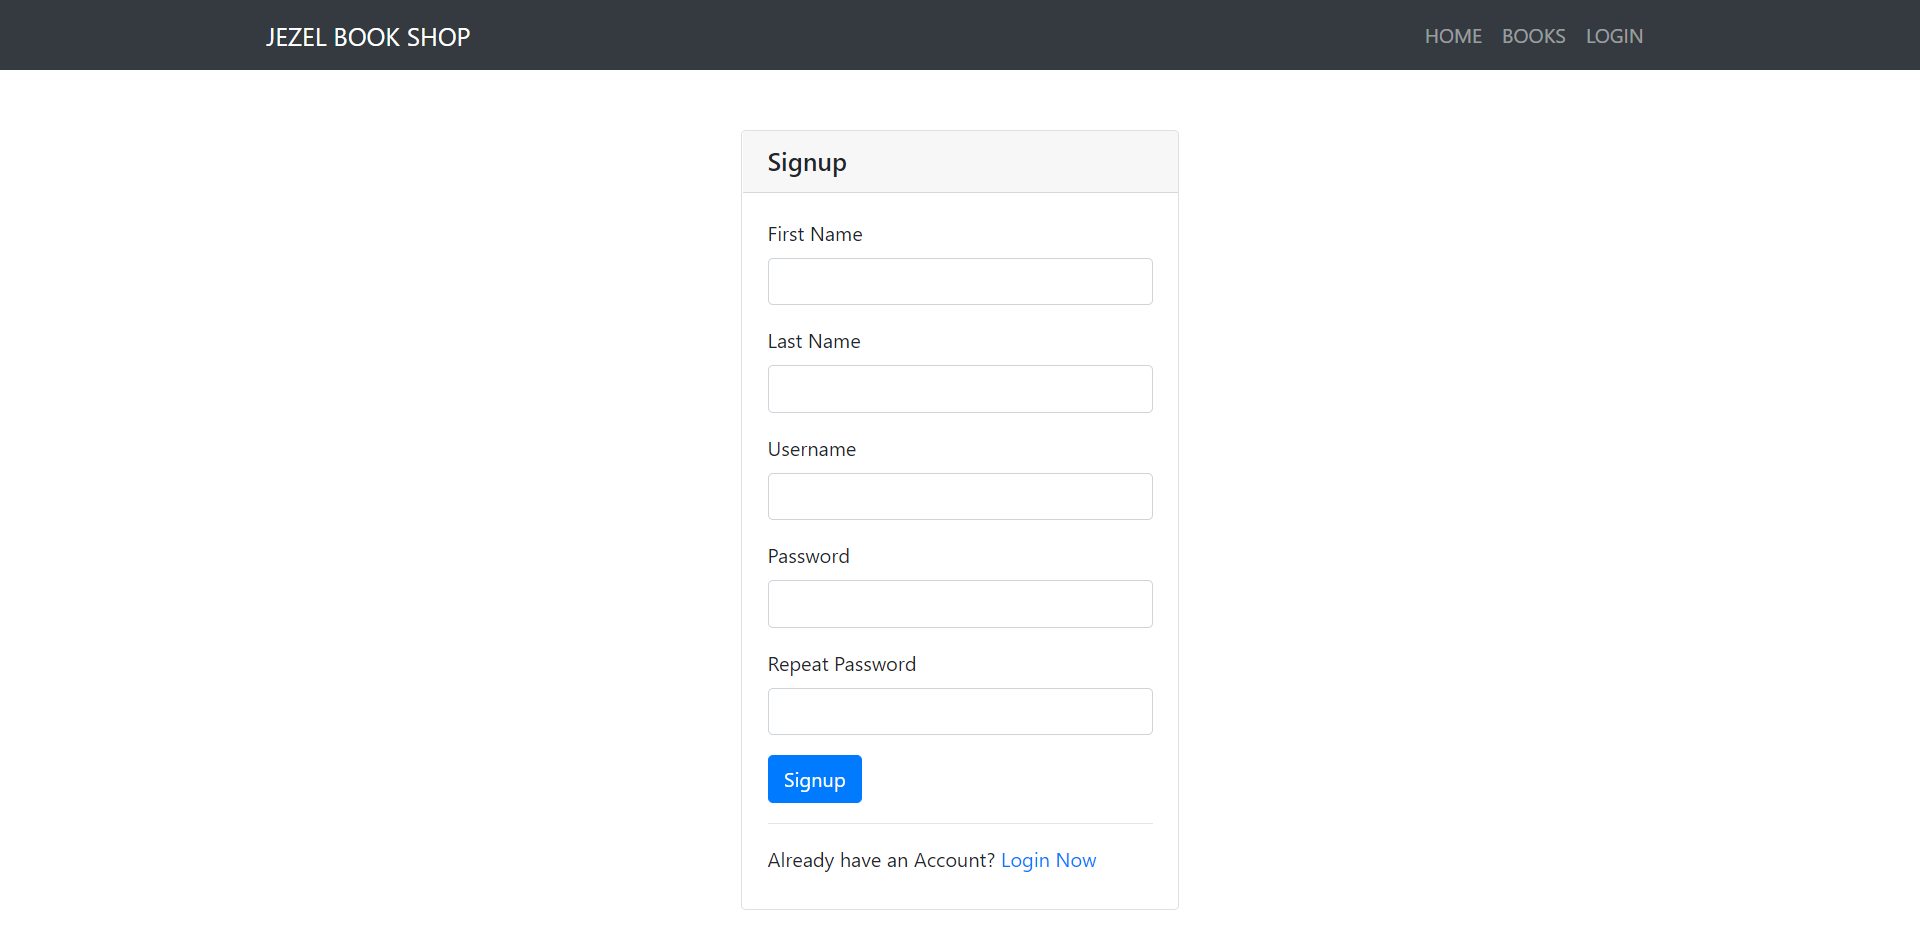 JEZEL BOOK SHOP HOME BOOKS LOGIN
Signup
First Name
Last Name
Username
Password
Repeat Password
Signup
Already have an Account? Login Now